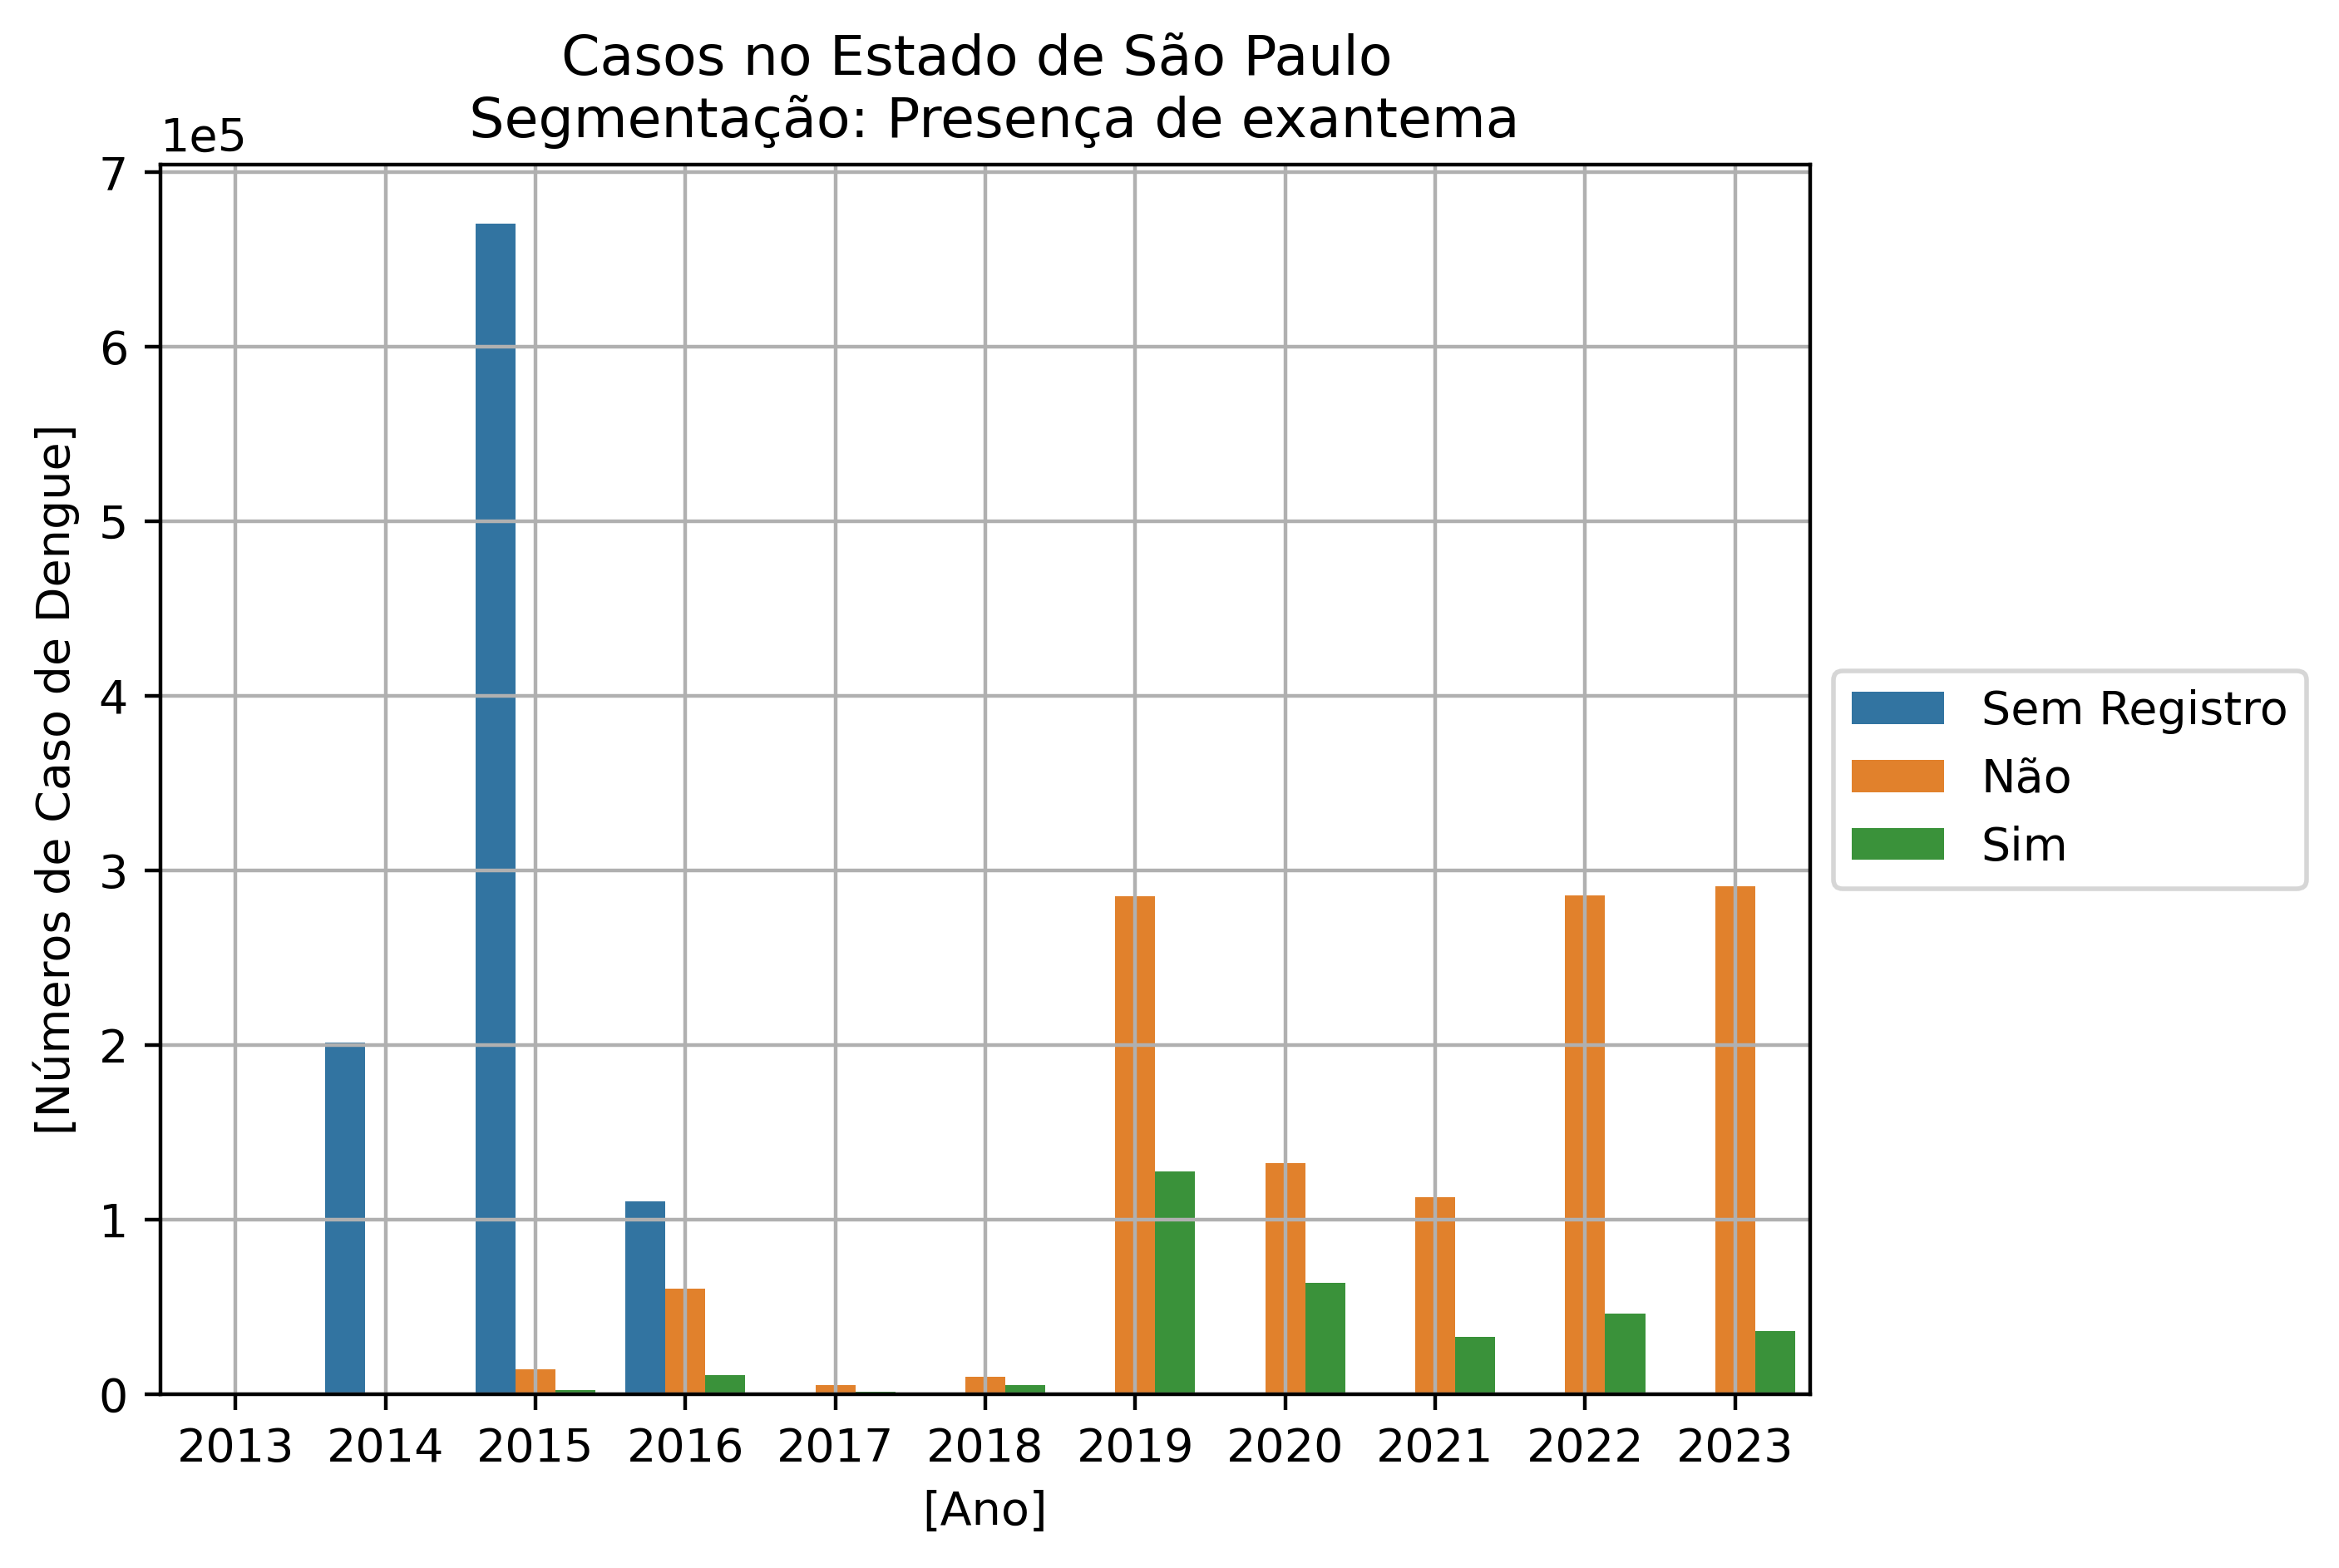 Casos no Estado de São Paulo
Segmentação: Presença de exantema
1e5
7
6
5
4
3
2
1
0
[Números de Caso de Dengue]
2013 2014 2015 2016 2017 2018 2019 2020 2021 2022 2023
[Ano]
Sem Registro
Não
Sim